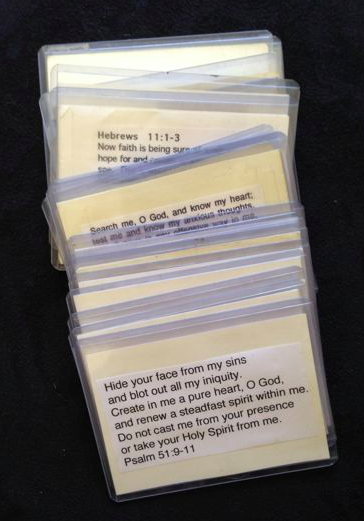 Hebrews 11:1-3
Now faith is being sure
hope for and
Search me, O God, and know my heart;
test me and know my anxious thoughts.
in me.
Hide your face from my sins
and blot out all my iniquity.
Create in me a pure heart, O God,
and renew a steadfast spirit within me.
Do not cast me from your presence
or take your Holy Spirit from me.
Psalm 51:9-11